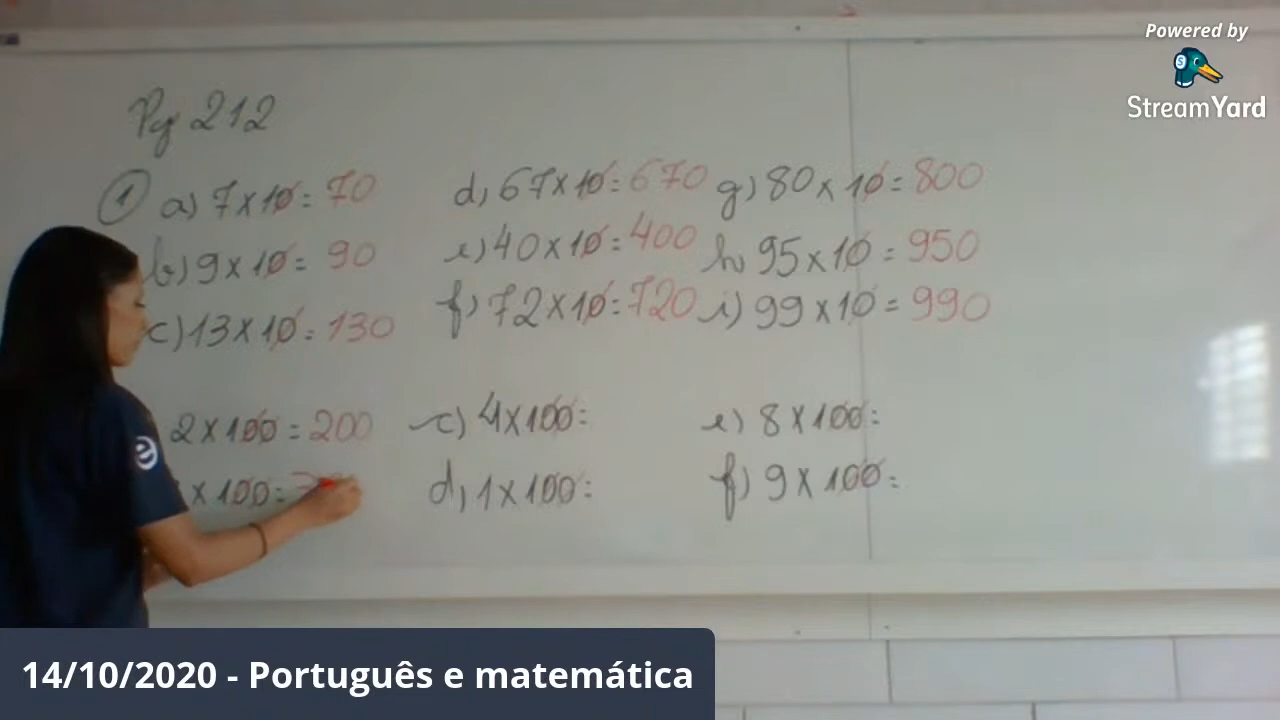 Powered by
StreamYard
Pg 212
1 a) 7x10= 70 d) 67x10= 670 g) 80x10= 800
b) 9x10= 90 e) 40x10= 400 h) 95x10= 950
c) 13x10= 130 f) 72x10= 720 i) 99x10= 990
2x100= 200 c) 4x100= e) 8x100=
x100= d) 1x100= f) 9x100=
14/10/2020 - Português e matemática